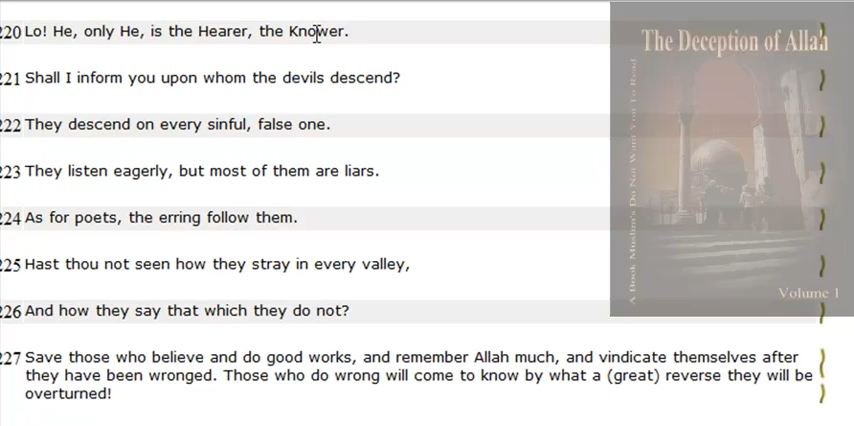 220 Lo! He, only He, is the Hearer, the Knower.
221 Shall I inform you upon whom the devils descend?
222 They descend on every sinful, false one.
223 They listen eagerly, but most of them are liars.
224 As for poets, the erring follow them.
225 Hast thou not seen how they stray in every valley,
226 And how they say that which they do not?
227 Save those who believe and do good works, and remember Allah much, and vindicate themselves after
they have been wronged. Those who do wrong will come to know by what a (great) reverse they will be
overturned!
The Deception of Allah
A Book Muslim's Do Not Want You To Read
Volume 1